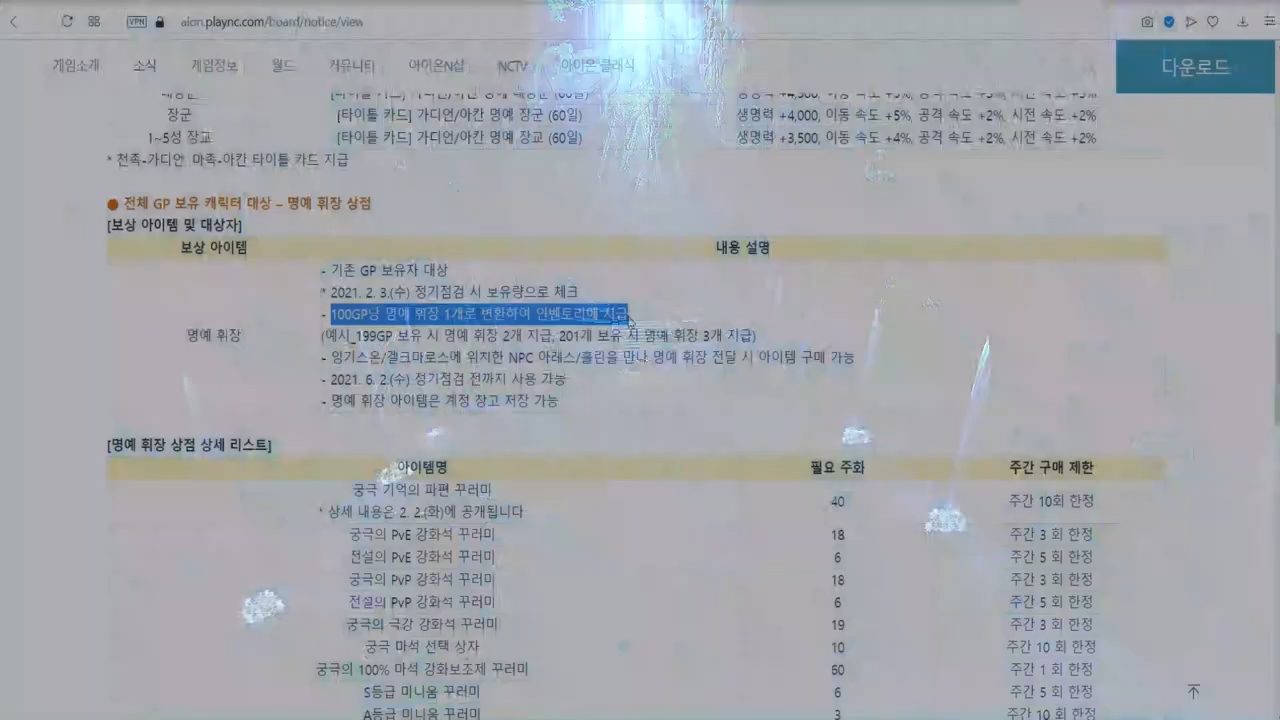 VPN aion.plaync.com/board/notice/view
게임소개 소식 게임정보 월드 커뮤니티 아이온N샵 NCTV 아이온 클래식 다운로드
장군 [타이틀 카드] 가디언/아칸 명예 장군 (60일) 생명력 +4,000, 이동 속도 +5%, 공격 속도 +2%, 시전 속도 +2%
1~5성 장교 [타이틀 카드] 가디언/아칸 명예 장교 (60일) 생명력 +3,500, 이동 속도 +4%, 공격 속도 +2%, 시전 속도 +2%
* 천족-가디언 마족-아칸 타이틀 카드 지급
● 전체 GP 보유 캐릭터 대상 – 명예 휘장 상점
[보상 아이템 및 대상자]
보상 아이템 내용 설명
- 기존 GP 보유자 대상
* 2021. 2. 3.(수) 정기점검 시 보유량으로 체크
- 100GP당 명예 휘장 1개로 변환하여 인벤토리에 지급
명예 휘장 (예시_199GP 보유 시 명예 휘장 2개 지급, 201개 보유 시 명예 휘장 3개 지급)
- 잉기스온/겔크마로스에 위치한 NPC 아레스/훌린을 만나 명예 휘장 전달 시 아이템 구매 가능
- 2021. 6. 2.(수) 정기점검 전까지 사용 가능
- 명예 휘장 아이템은 계정 창고 저장 가능
[명예 휘장 상점 상세 리스트]
아이템명 필요 주화 주간 구매 제한
궁극 기억의 파편 꾸러미 40 주간 10회 한정
* 상세 내용은 2. 2.(화)에 공개됩니다
궁극의 PvE 강화석 꾸러미 18 주간 3 회 한정
전설의 PvE 강화석 꾸러미 6 주간 5 회 한정
궁극의 PvP 강화석 꾸러미 18 주간 3 회 한정
전설의 PvP 강화석 꾸러미 6 주간 5 회 한정
궁극의 극강 강화석 꾸러미 19 주간 3 회 한정
궁극 마석 선택 상자 10 주간 10 회 한정
궁극의 100% 마석 강화보조제 꾸러미 60 주간 1 회 한정
S등급 미니움 꾸러미 6 주간 5 회 한정
A등급 미니움 꾸러미 3 주간 10 회 한정